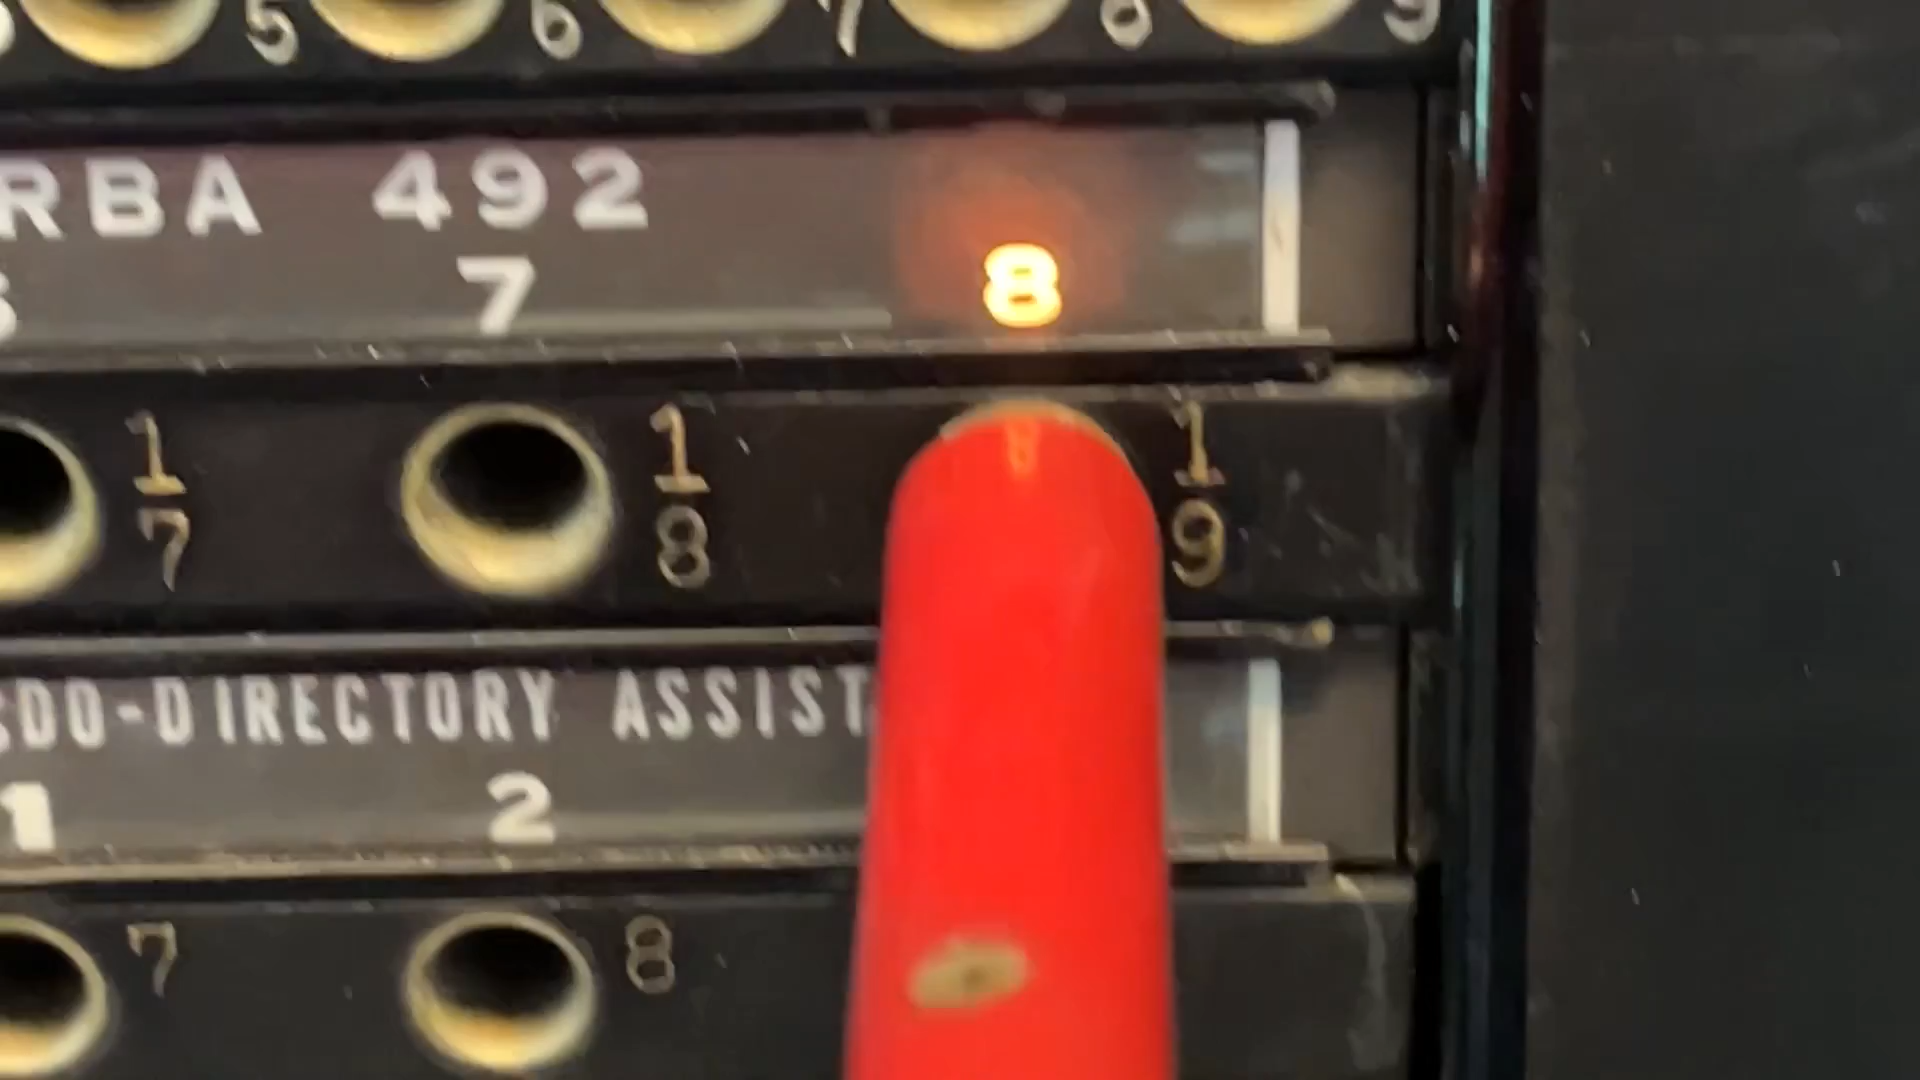 5 6 7 8 9
RBA 492
7 8
1 1 1
7 8 9
CDO-DIRECTORY ASSIST
1 2
7 8